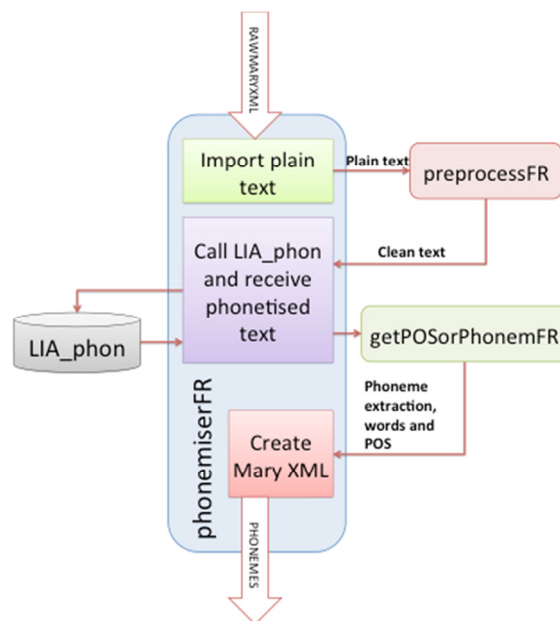 RAWMARYXML
Import plain
text
Plain text
preprocessFR
Call LIA_phon
and receive
phonetised
text
Clean text
LIA_phon
getPOSorPhonemFR
Phoneme
extraction,
words and
POS
phonemiserFR
Create
Mary XML
PHONEMES